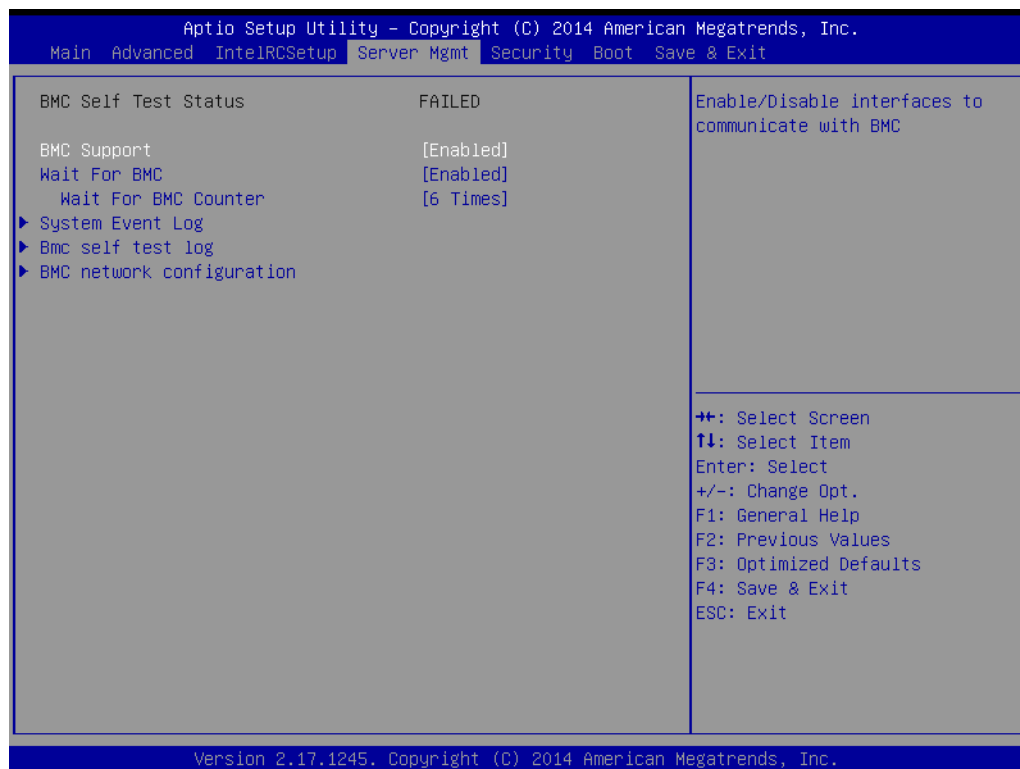 Aptio Setup Utility – Copyright (C) 2014 American Megatrends, Inc.
Main Advanced IntelRCSetup Server Mgmt Security Boot Save & Exit
BMC Self Test Status FAILED
BMC Support [Enabled]
Wait For BMC [Enabled]
Wait For BMC Counter [6 Times]
▶ System Event Log
▶ Bmc self test log
▶ BMC network configuration
Enable/Disable interfaces to
communicate with BMC
→←: Select Screen
↑↓: Select Item
Enter: Select
+/-: Change Opt.
F1: General Help
F2: Previous Values
F3: Optimized Defaults
F4: Save & Exit
ESC: Exit
Version 2.17.1245. Copyright (C) 2014 American Megatrends, Inc.